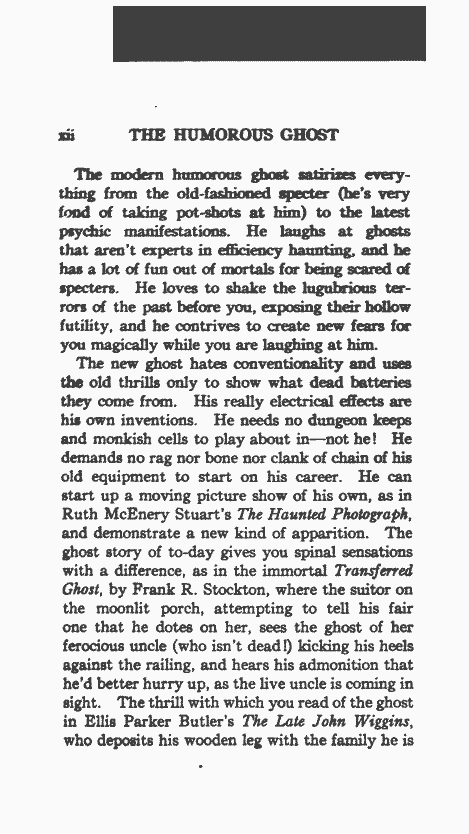 xii THE HUMOROUS GHOST
The modern humorous ghost satirizes every-
thing from the old-fashioned specter (he's very
fond of taking pot-shots at him) to the latest
psychic manifestations. He laughs at ghosts
that aren't experts in efficiency haunting, and he
has a lot of fun out of mortals for being scared of
specters. He loves to shake the lugubrious ter-
rors of the past before you, exposing their hollow
futility, and he contrives to create new fears for
you magically while you are laughing at him.
The new ghost hates conventionality and uses
the old thrills only to show what dead batteries
they come from. His really electrical effects are
his own inventions. He needs no dungeon keeps
and monkish cells to play about in—not he! He
demands no rag nor bone nor clank of chain of his
old equipment to start on his career. He can
start up a moving picture show of his own, as in
Ruth McEnery Stuart's The Haunted Photograph,
and demonstrate a new kind of apparition. The
ghost story of to-day gives you spinal sensations
with a difference, as in the immortal Transferred
Ghost, by Frank R. Stockton, where the suitor on
the moonlit porch, attempting to tell his fair
one that he dotes on her, sees the ghost of her
ferocious uncle (who isn't dead!) kicking his heels
against the railing, and hears his admonition that
he'd better hurry up, as the live uncle is coming in
sight. The thrill with which you read of the ghost
in Ellis Parker Butler's The Late John Wiggins,
who deposits his wooden leg with the family he is